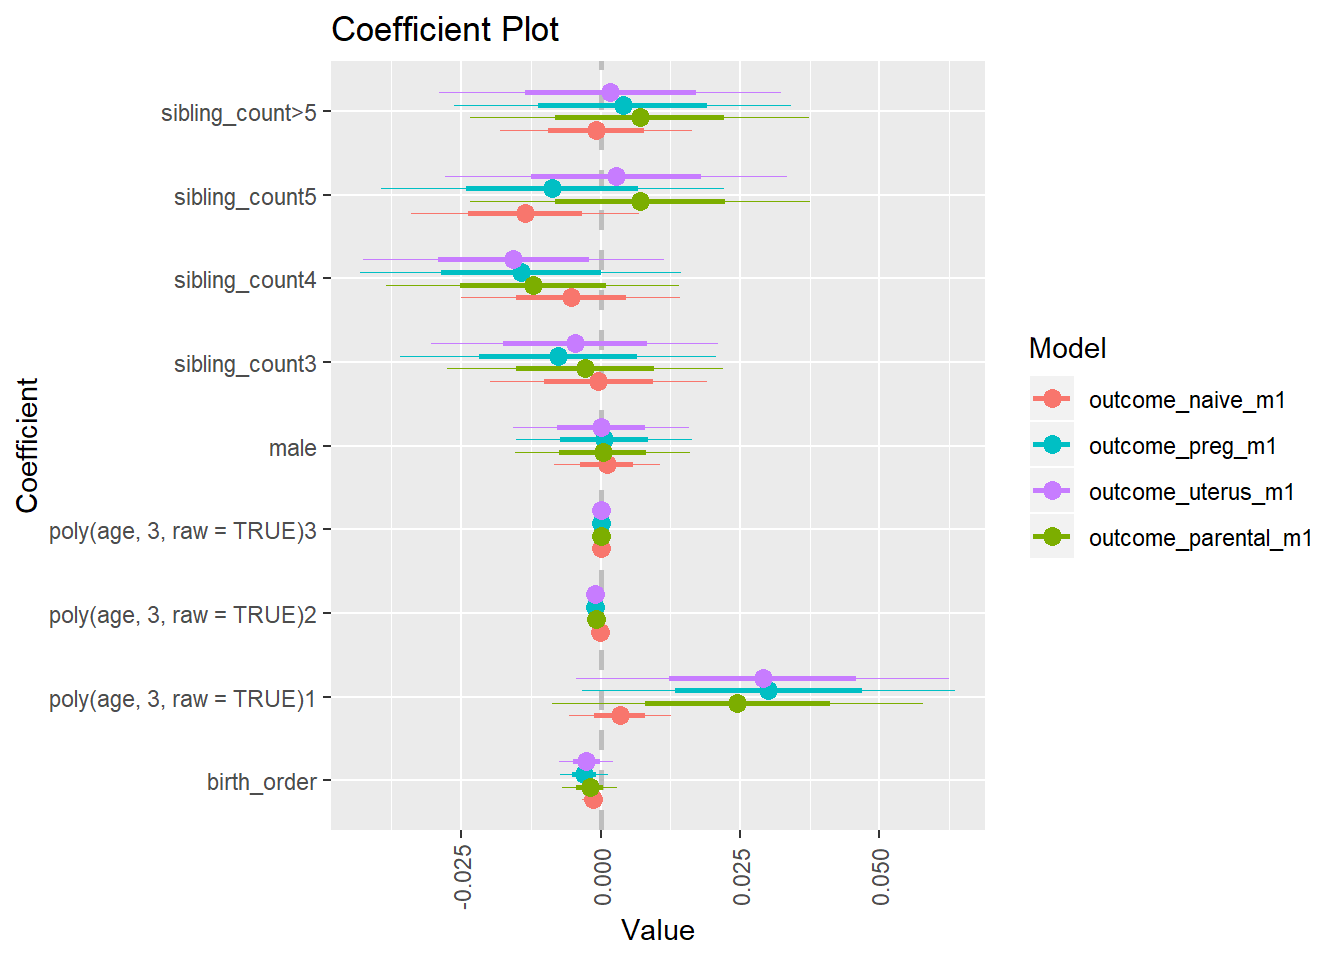 Coefficient Plot
sibling_count>5
sibling_count5
sibling_count4
sibling_count3
male
poly(age, 3, raw = TRUE)3
poly(age, 3, raw = TRUE)2
poly(age, 3, raw = TRUE)1
birth_order
Coefficient
-0.025
0.000
0.025
0.050
Value
Model
outcome_naive_m1
outcome_preg_m1
outcome_uterus_m1
outcome_parental_m1